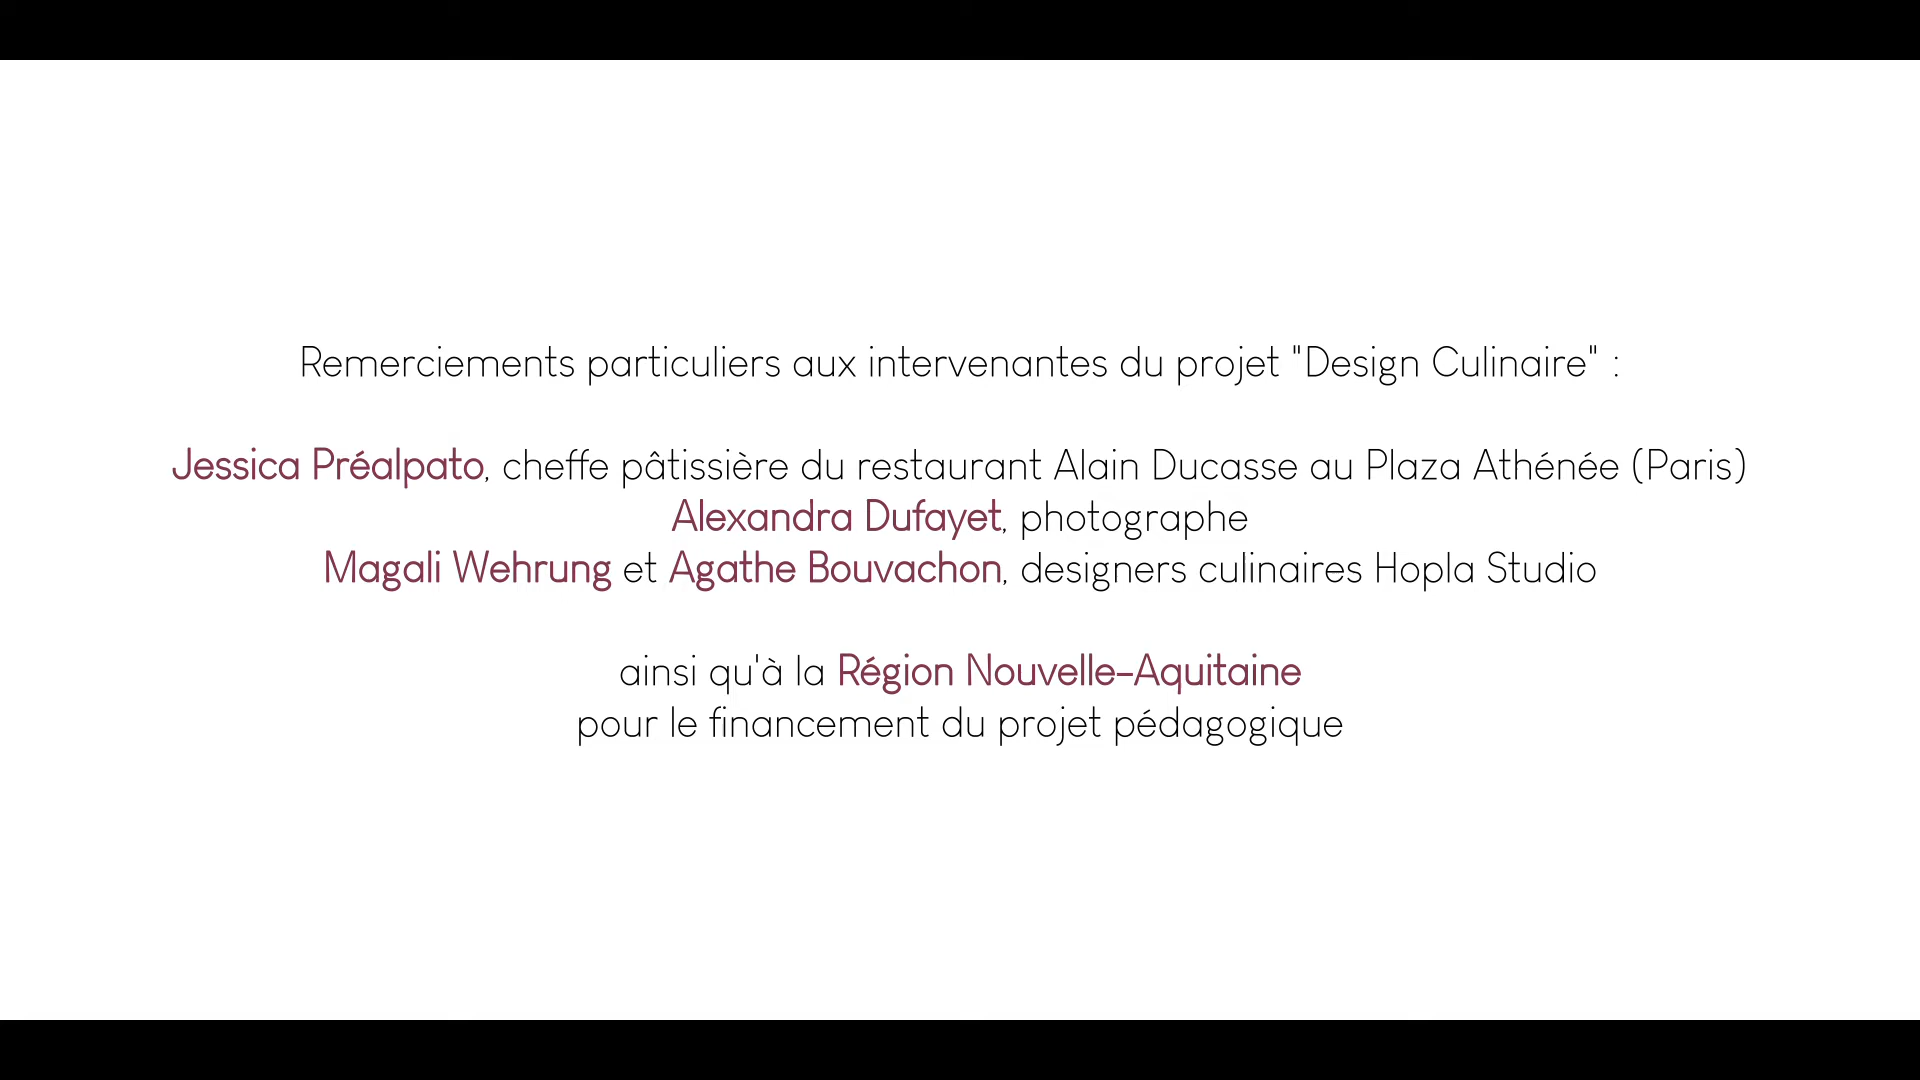 Remerciements particuliers aux intervenantes du projet "Design Culinaire" :
Jessica Préalpato, cheffe pâtissière du restaurant Alain Ducasse au Plaza Athénée (Paris)
Alexandra Dufayet, photographe
Magali Wehrung et Agathe Bouvachon, designers culinaires Hopla Studio
ainsi qu'à la Région Nouvelle-Aquitaine
pour le financement du projet pédagogique